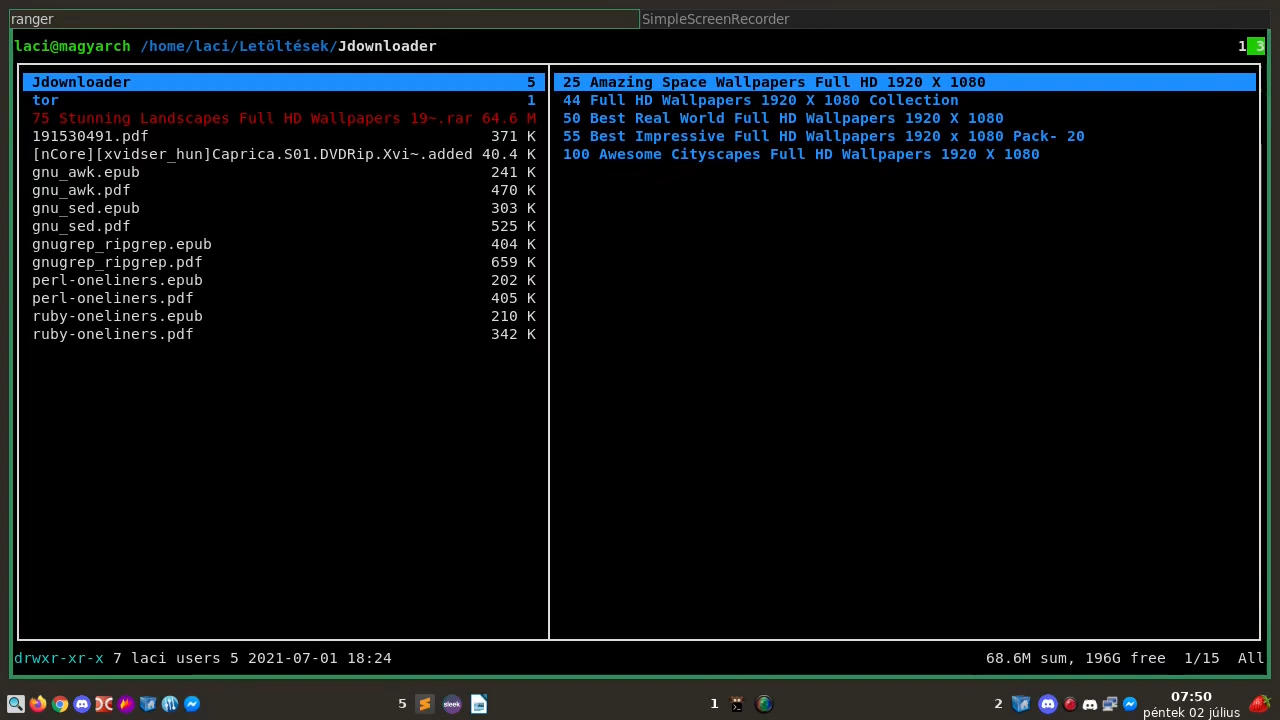 ranger SimpleScreenRecorder
laci@magyarch /home/laci/Letöltések/Jdownloader 1 3
Jdownloader 5
tor 1
75 Stunning Landscapes Full HD Wallpapers 19~.rar 64.6 M
191530491.pdf 371 K
[nCore][xvidser_hun]Caprica.S01.DVDRip.Xvi~.added 40.4 K
gnu_awk.epub 241 K
gnu_awk.pdf 470 K
gnu_sed.epub 303 K
gnu_sed.pdf 525 K
gnugrep_ripgrep.epub 404 K
gnugrep_ripgrep.pdf 659 K
perl-oneliners.epub 202 K
perl-oneliners.pdf 405 K
ruby-oneliners.epub 210 K
ruby-oneliners.pdf 342 K
25 Amazing Space Wallpapers Full HD 1920 X 1080
44 Full HD Wallpapers 1920 X 1080 Collection
50 Best Real World Full HD Wallpapers 1920 X 1080
55 Best Impressive Full HD Wallpapers 1920 x 1080 Pack- 20
100 Awesome Cityscapes Full HD Wallpapers 1920 X 1080
drwxr-xr-x 7 laci users 5 2021-07-01 18:24 68.6M sum, 196G free 1/15 All
5 sleek 1 2
07:50
péntek 02 július